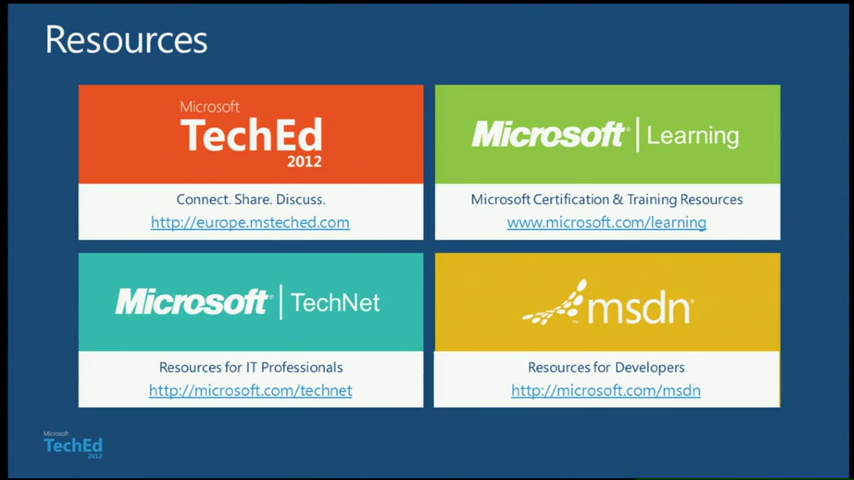 Resources
Microsoft
TechEd
2012
Connect. Share. Discuss.
http://europe.msteched.com
Microsoft® | Learning
Microsoft Certification & Training Resources
www.microsoft.com/learning
Microsoft® | TechNet
Resources for IT Professionals
http://microsoft.com/technet
msdn®
Resources for Developers
http://microsoft.com/msdn
Microsoft
TechEd
2012